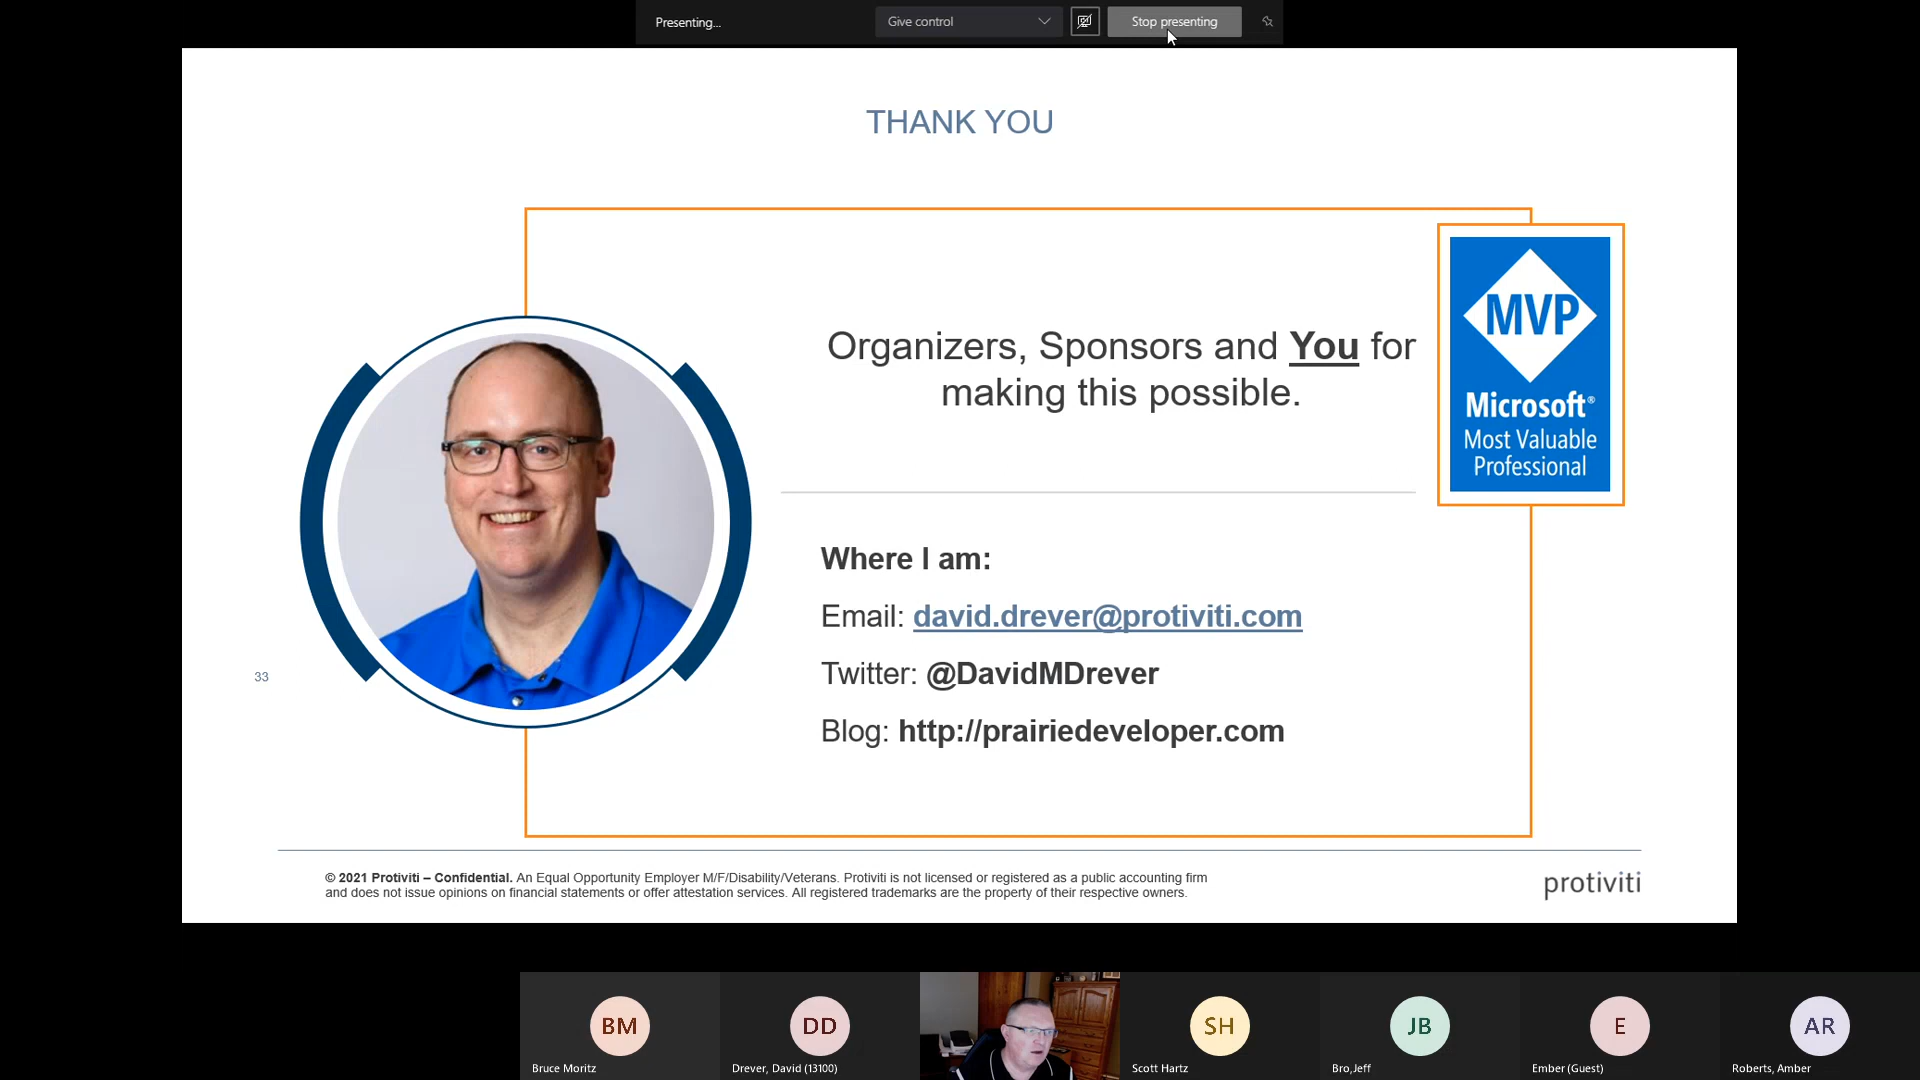 Presenting...
Give control
Stop presenting
THANK YOU
Organizers, Sponsors and You for
making this possible.
MVP
Microsoft®
Most Valuable
Professional
Where I am:
Email: david.drever@protiviti.com
Twitter: @DavidMDrever
Blog: http://prairiedeveloper.com
33
© 2021 Protiviti – Confidential. An Equal Opportunity Employer M/F/Disability/Veterans. Protiviti is not licensed or registered as a public accounting firm
and does not issue opinions on financial statements or offer attestation services. All registered trademarks are the property of their respective owners.
protiviti
BM
DD
SH
JB
E
AR
Bruce Moritz
Drever, David (13100)
Scott Hartz
Bro,Jeff
Ember (Guest)
Roberts, Amber